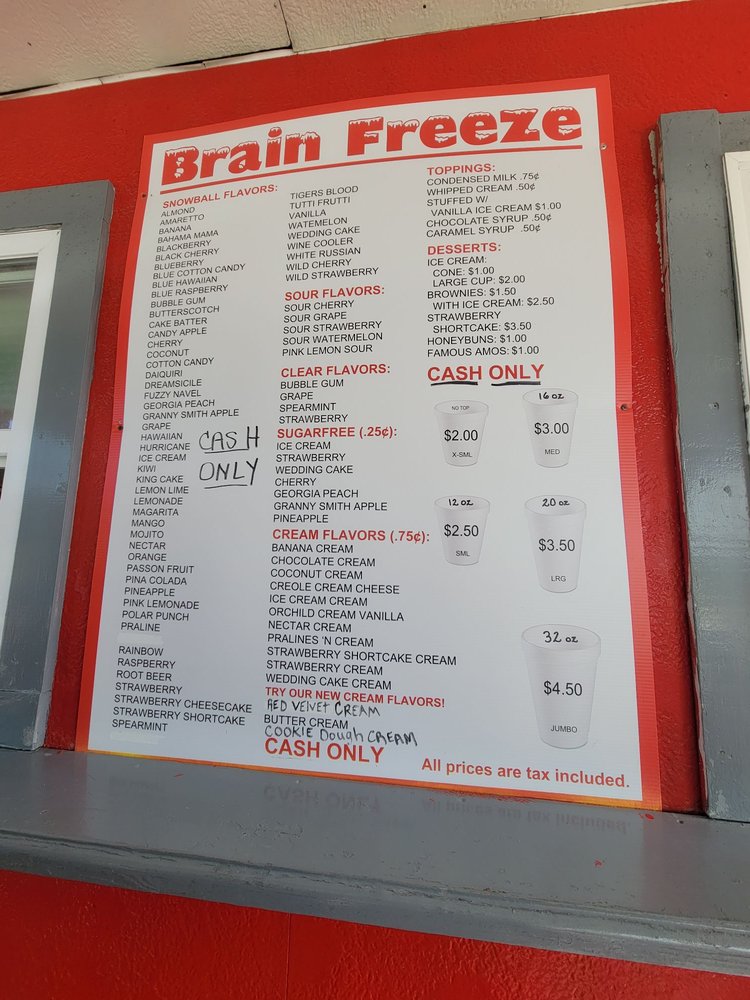 Brain Freeze
SNOWBALL FLAVORS:
ALMOND
AMARETTO
BANANA
BAHAMA MAMA
BLACKBERRY
BLACK CHERRY
BLUEBERRY
BLUE COTTON CANDY
BLUE HAWAIIAN
BLUE RASPBERRY
BUBBLE GUM
BUTTERSCOTCH
CAKE BATTER
CANDY APPLE
CHERRY
COCONUT
COTTON CANDY
DAIQUIRI
DREAMSICILE
FUZZY NAVEL
GEORGIA PEACH
GRANNY SMITH APPLE
GRAPE
HAWAIIAN
HURRICANE
ICE CREAM
KIWI
KING CAKE
LEMON LIME
LEMONADE
MAGARITA
MANGO
MOJITO
NECTAR
ORANGE
PASSON FRUIT
PINA COLADA
PINEAPPLE
PINK LEMONADE
POLAR PUNCH
PRALINE
RAINBOW
RASPBERRY
ROOT BEER
STRAWBERRY
STRAWBERRY CHEESECAKE
STRAWBERRY SHORTCAKE
SPEARMINT
CASH
ONLY
TIGERS BLOOD
TUTTI FRUTTI
VANILLA
WATEMELON
WEDDING CAKE
WINE COOLER
WHITE RUSSIAN
WILD CHERRY
WILD STRAWBERRY
SOUR FLAVORS:
SOUR CHERRY
SOUR GRAPE
SOUR STRAWBERRY
SOUR WATERMELON
PINK LEMON SOUR
CLEAR FLAVORS:
BUBBLE GUM
GRAPE
SPEARMINT
STRAWBERRY
SUGARFREE (.25¢):
ICE CREAM
STRAWBERRY
WEDDING CAKE
CHERRY
GEORGIA PEACH
GRANNY SMITH APPLE
PINEAPPLE
CREAM FLAVORS (.75¢):
BANANA CREAM
CHOCOLATE CREAM
COCONUT CREAM
CREOLE CREAM CHEESE
ICE CREAM CREAM
ORCHILD CREAM VANILLA
NECTAR CREAM
PRALINES 'N CREAM
STRAWBERRY SHORTCAKE CREAM
STRAWBERRY CREAM
WEDDING CAKE CREAM
TRY OUR NEW CREAM FLAVORS!
RED VELVET CREAM
BUTTER CREAM
COOKIE DOUGH CREAM
CASH ONLY
TOPPINGS:
CONDENSED MILK .75¢
WHIPPED CREAM .50¢
STUFFED W/
VANILLA ICE CREAM $1.00
CHOCOLATE SYRUP .50¢
CARAMEL SYRUP .50¢
DESSERTS:
ICE CREAM:
CONE: $1.00
LARGE CUP: $2.00
BROWNIES: $1.50
WITH ICE CREAM: $2.50
STRAWBERRY
SHORTCAKE: $3.50
HONEYBUNS: $1.00
FAMOUS AMOS: $1.00
CASH ONLY
NO TOP
$2.00
X-SML
16 oz
$3.00
MED
12 oz
$2.50
SML
20 oz
$3.50
LRG
32 oz
$4.50
JUMBO
All prices are tax included.